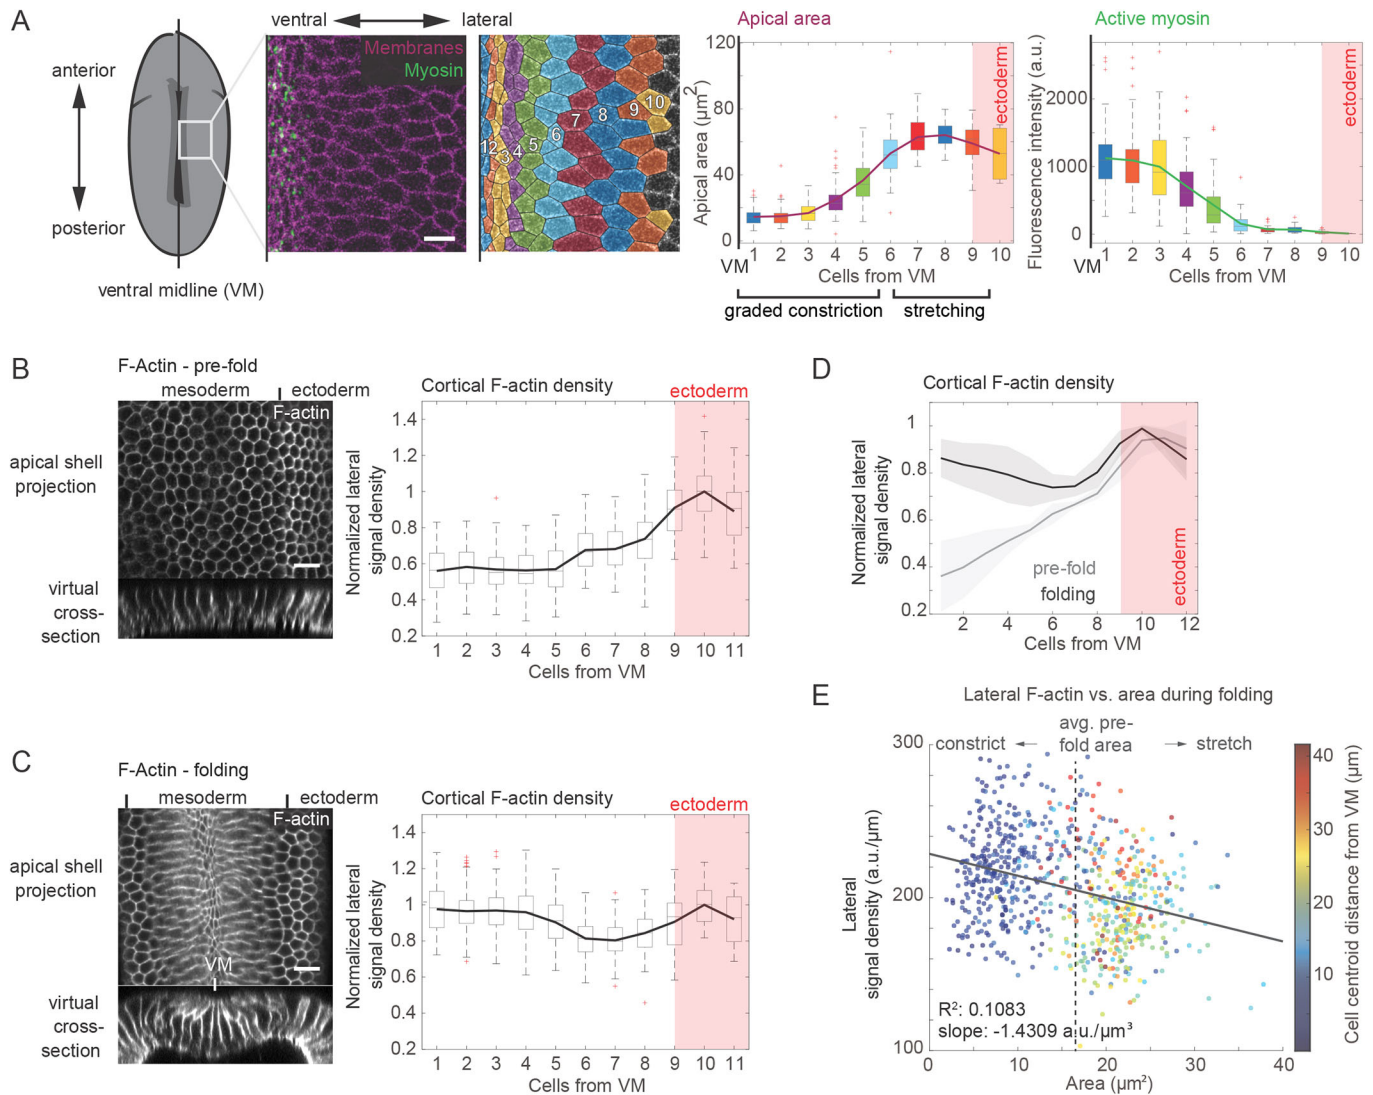 A
ventral
lateral
anterior
posterior
ventral midline (VM)
Membranes
Myosin
1 2 3 4 5 6 7 8 9 10
Apical area
Apical area (µm²)
120
80
40
0
ectoderm
VM
1 2 3 4 5 6 7 8 9 10
Cells from VM
graded constriction
stretching
Active myosin
Fluorescence intensity (a.u.)
2000
1000
0
ectoderm
VM
1 2 3 4 5 6 7 8 9 10
Cells from VM
B
F-Actin - pre-fold
mesoderm
ectoderm
F-actin
apical shell
projection
virtual
cross-
section
Cortical F-actin density
ectoderm
Normalized lateral
signal density
1.4
1.2
1
0.8
0.6
0.4
0.2
1 2 3 4 5 6 7 8 9 10 11
Cells from VM
D
Cortical F-actin density
Normalized lateral
signal density
1
0.8
0.6
0.4
0.2
pre-fold
folding
ectoderm
2 4 6 8 10 12
Cells from VM
C
F-Actin - folding
mesoderm
ectoderm
F-actin
apical shell
projection
VM
virtual
cross-
section
Cortical F-actin density
ectoderm
Normalized lateral
signal density
1.4
1.2
1
0.8
0.6
0.4
0.2
1 2 3 4 5 6 7 8 9 10 11
Cells from VM
E
Lateral F-actin vs. area during folding
constrict
avg. pre-
fold area
stretch
Lateral
signal density (a.u./µm)
300
200
100
R²: 0.1083
slope: -1.4309 a.u./µm³
0 10 20 30 40
Area (µm²)
40
30
20
10
Cell centroid distance from VM (µm)